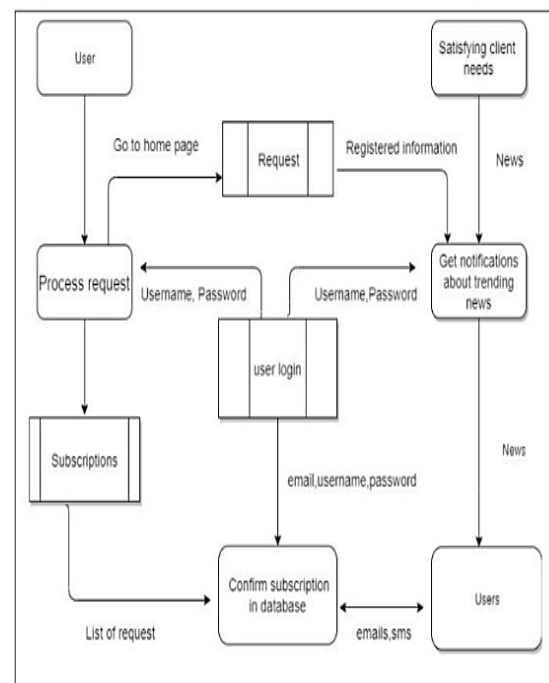 User
Satisfying client
needs
Go to home page
Request
Registered information
News
Process request
Username, Password
Username,Password
Get notifications
about trending
news
user login
Subscriptions
email,username,password
News
Confirm subscription
in database
Users
List of request
emails,sms